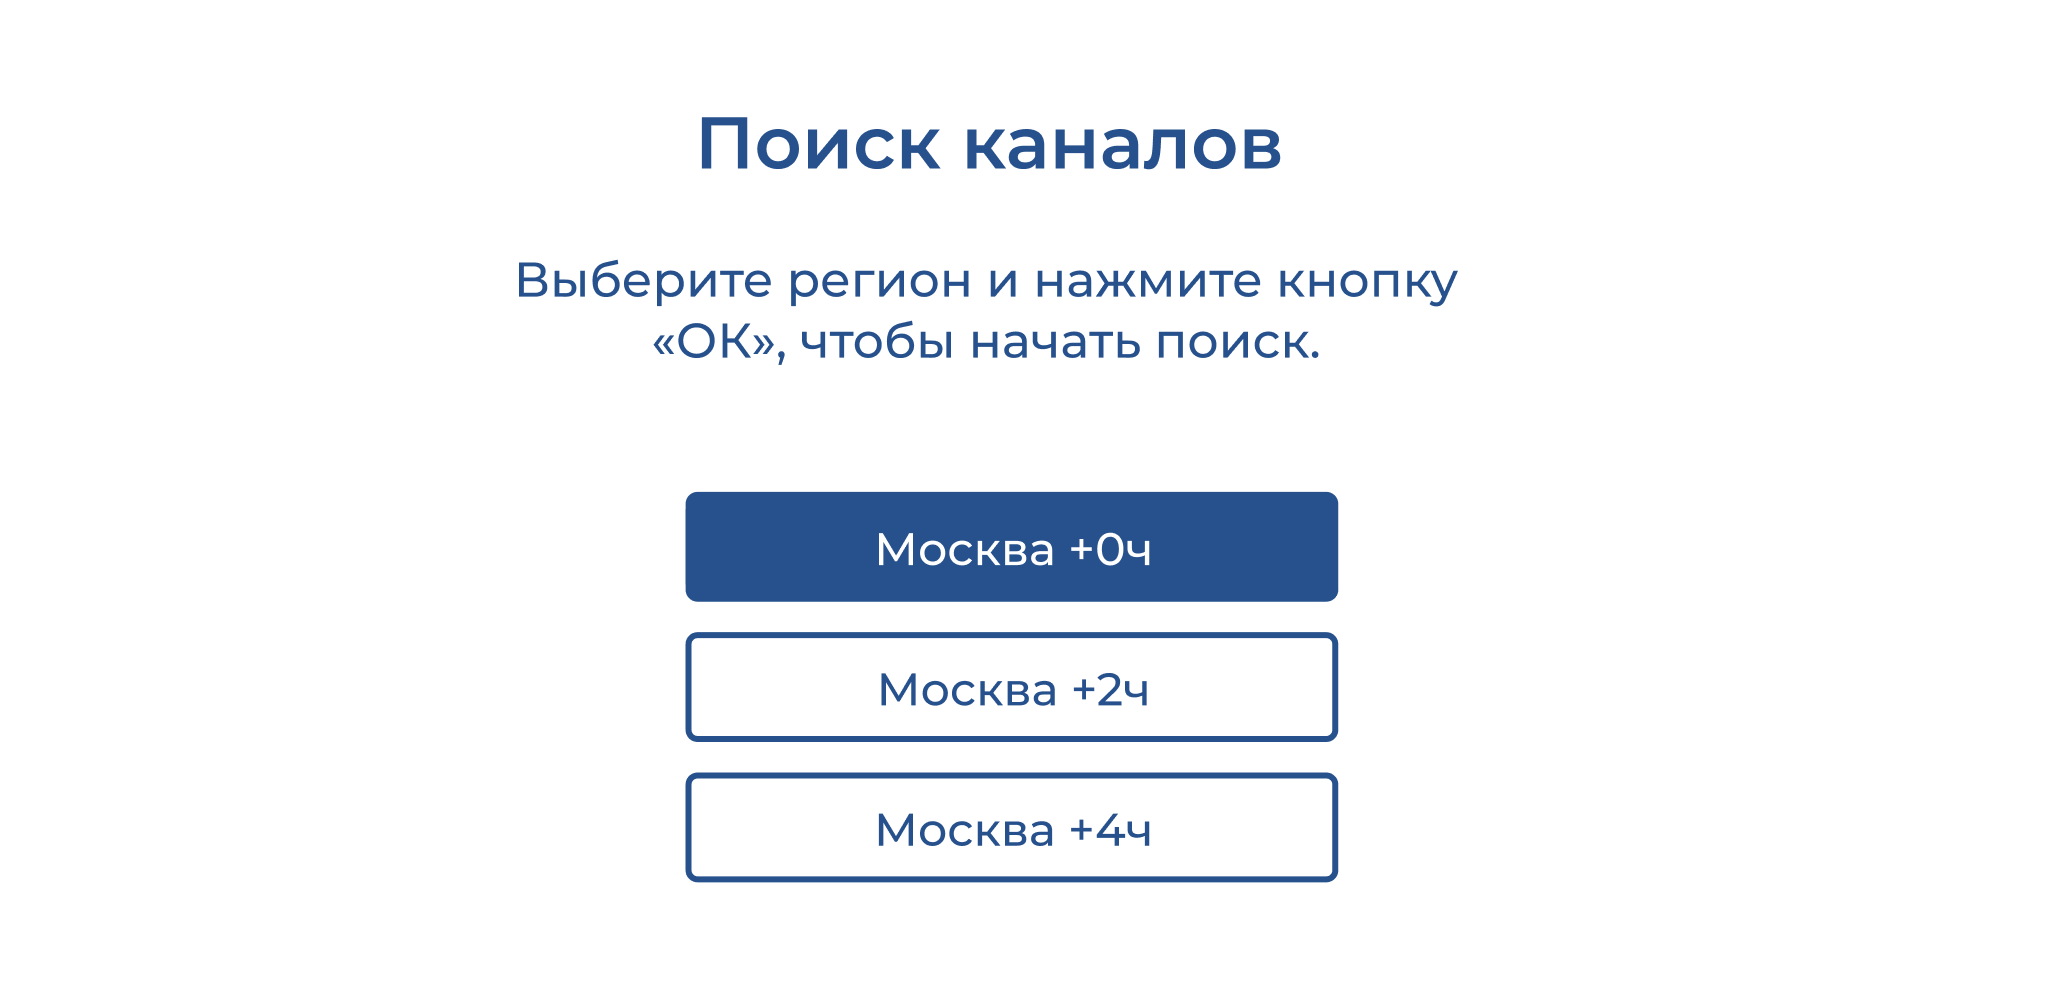 Поиск каналов
Выберите регион и нажмите кнопку
«ОК», чтобы начать поиск.
Москва +0ч
Москва +2ч
Москва +4ч